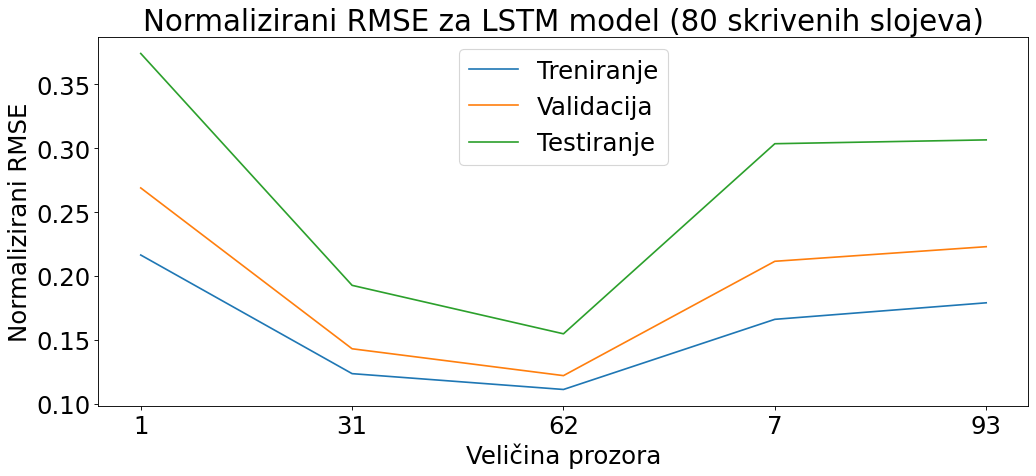 Normalizirani RMSE za LSTM model (80 skrivenih slojeva)
Treniranje
Validacija
Testiranje
Normalizirani RMSE
0.35
0.30
0.25
0.20
0.15
0.10
1 31 62 7 93
Veličina prozora